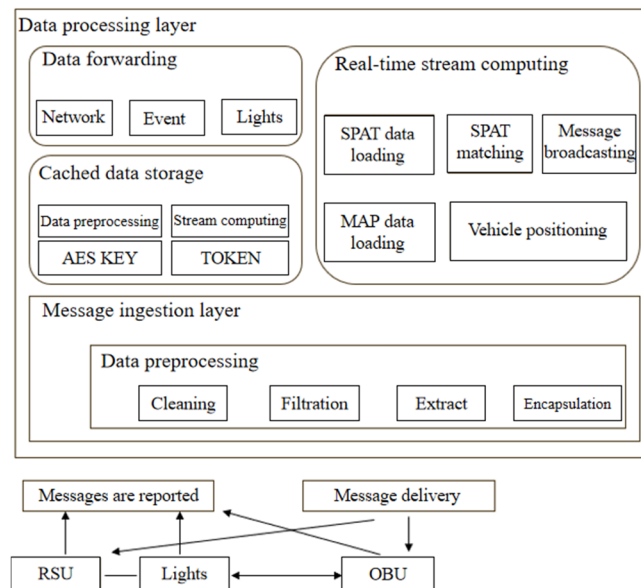 Data processing layer
Data forwarding
Network
Event
Lights
Cached data storage
Data preprocessing
Stream computing
AES KEY
TOKEN
Real-time stream computing
SPAT data
loading
SPAT
matching
Message
broadcasting
MAP data
loading
Vehicle positioning
Message ingestion layer
Data preprocessing
Cleaning
Filtration
Extract
Encapsulation
Messages are reported
Message delivery
RSU
Lights
OBU